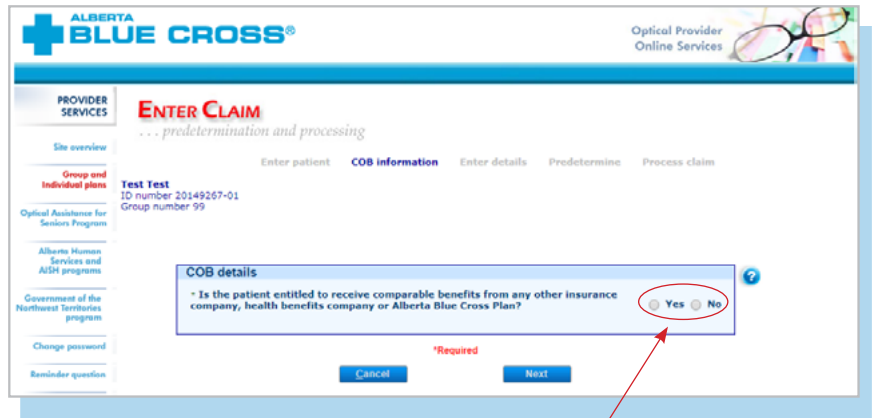 ALBERTA
BLUE CROSS®
Optical Provider
Online Services
PROVIDER
SERVICES
Site overview
Group and
Individual plans
Optical Assistance for
Seniors Program
Alberta Human
Services and
AISH programs
Government of the
Northwest Territories
program
Change password
Reminder question
ENTER CLAIM
. . . predetermination and processing
Enter patient COB information Enter details Predetermine Process claim
Test Test
ID number 20149267-01
Group number 99
COB details
?
* Is the patient entitled to receive comparable benefits from any other insurance
company, health benefits company or Alberta Blue Cross Plan?
Yes No
*Required
Cancel Next